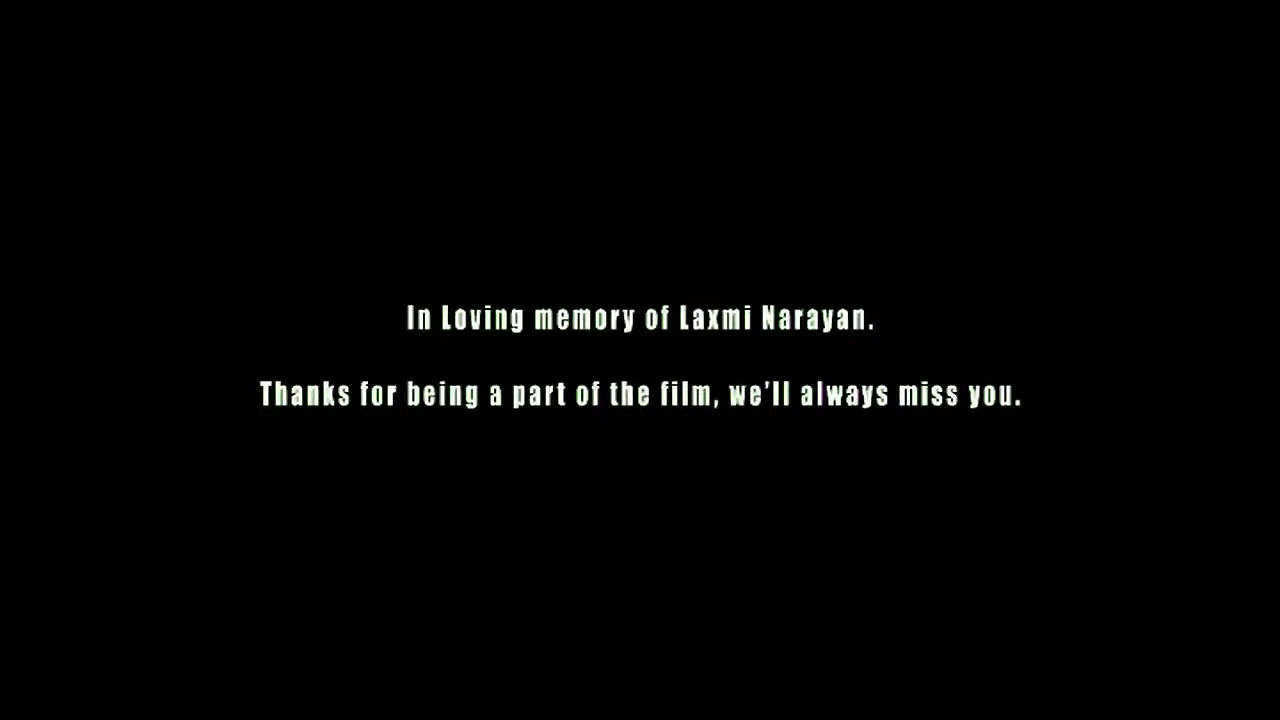 In Loving memory of Laxmi Narayan.
Thanks for being a part of the film, we'll always miss you.